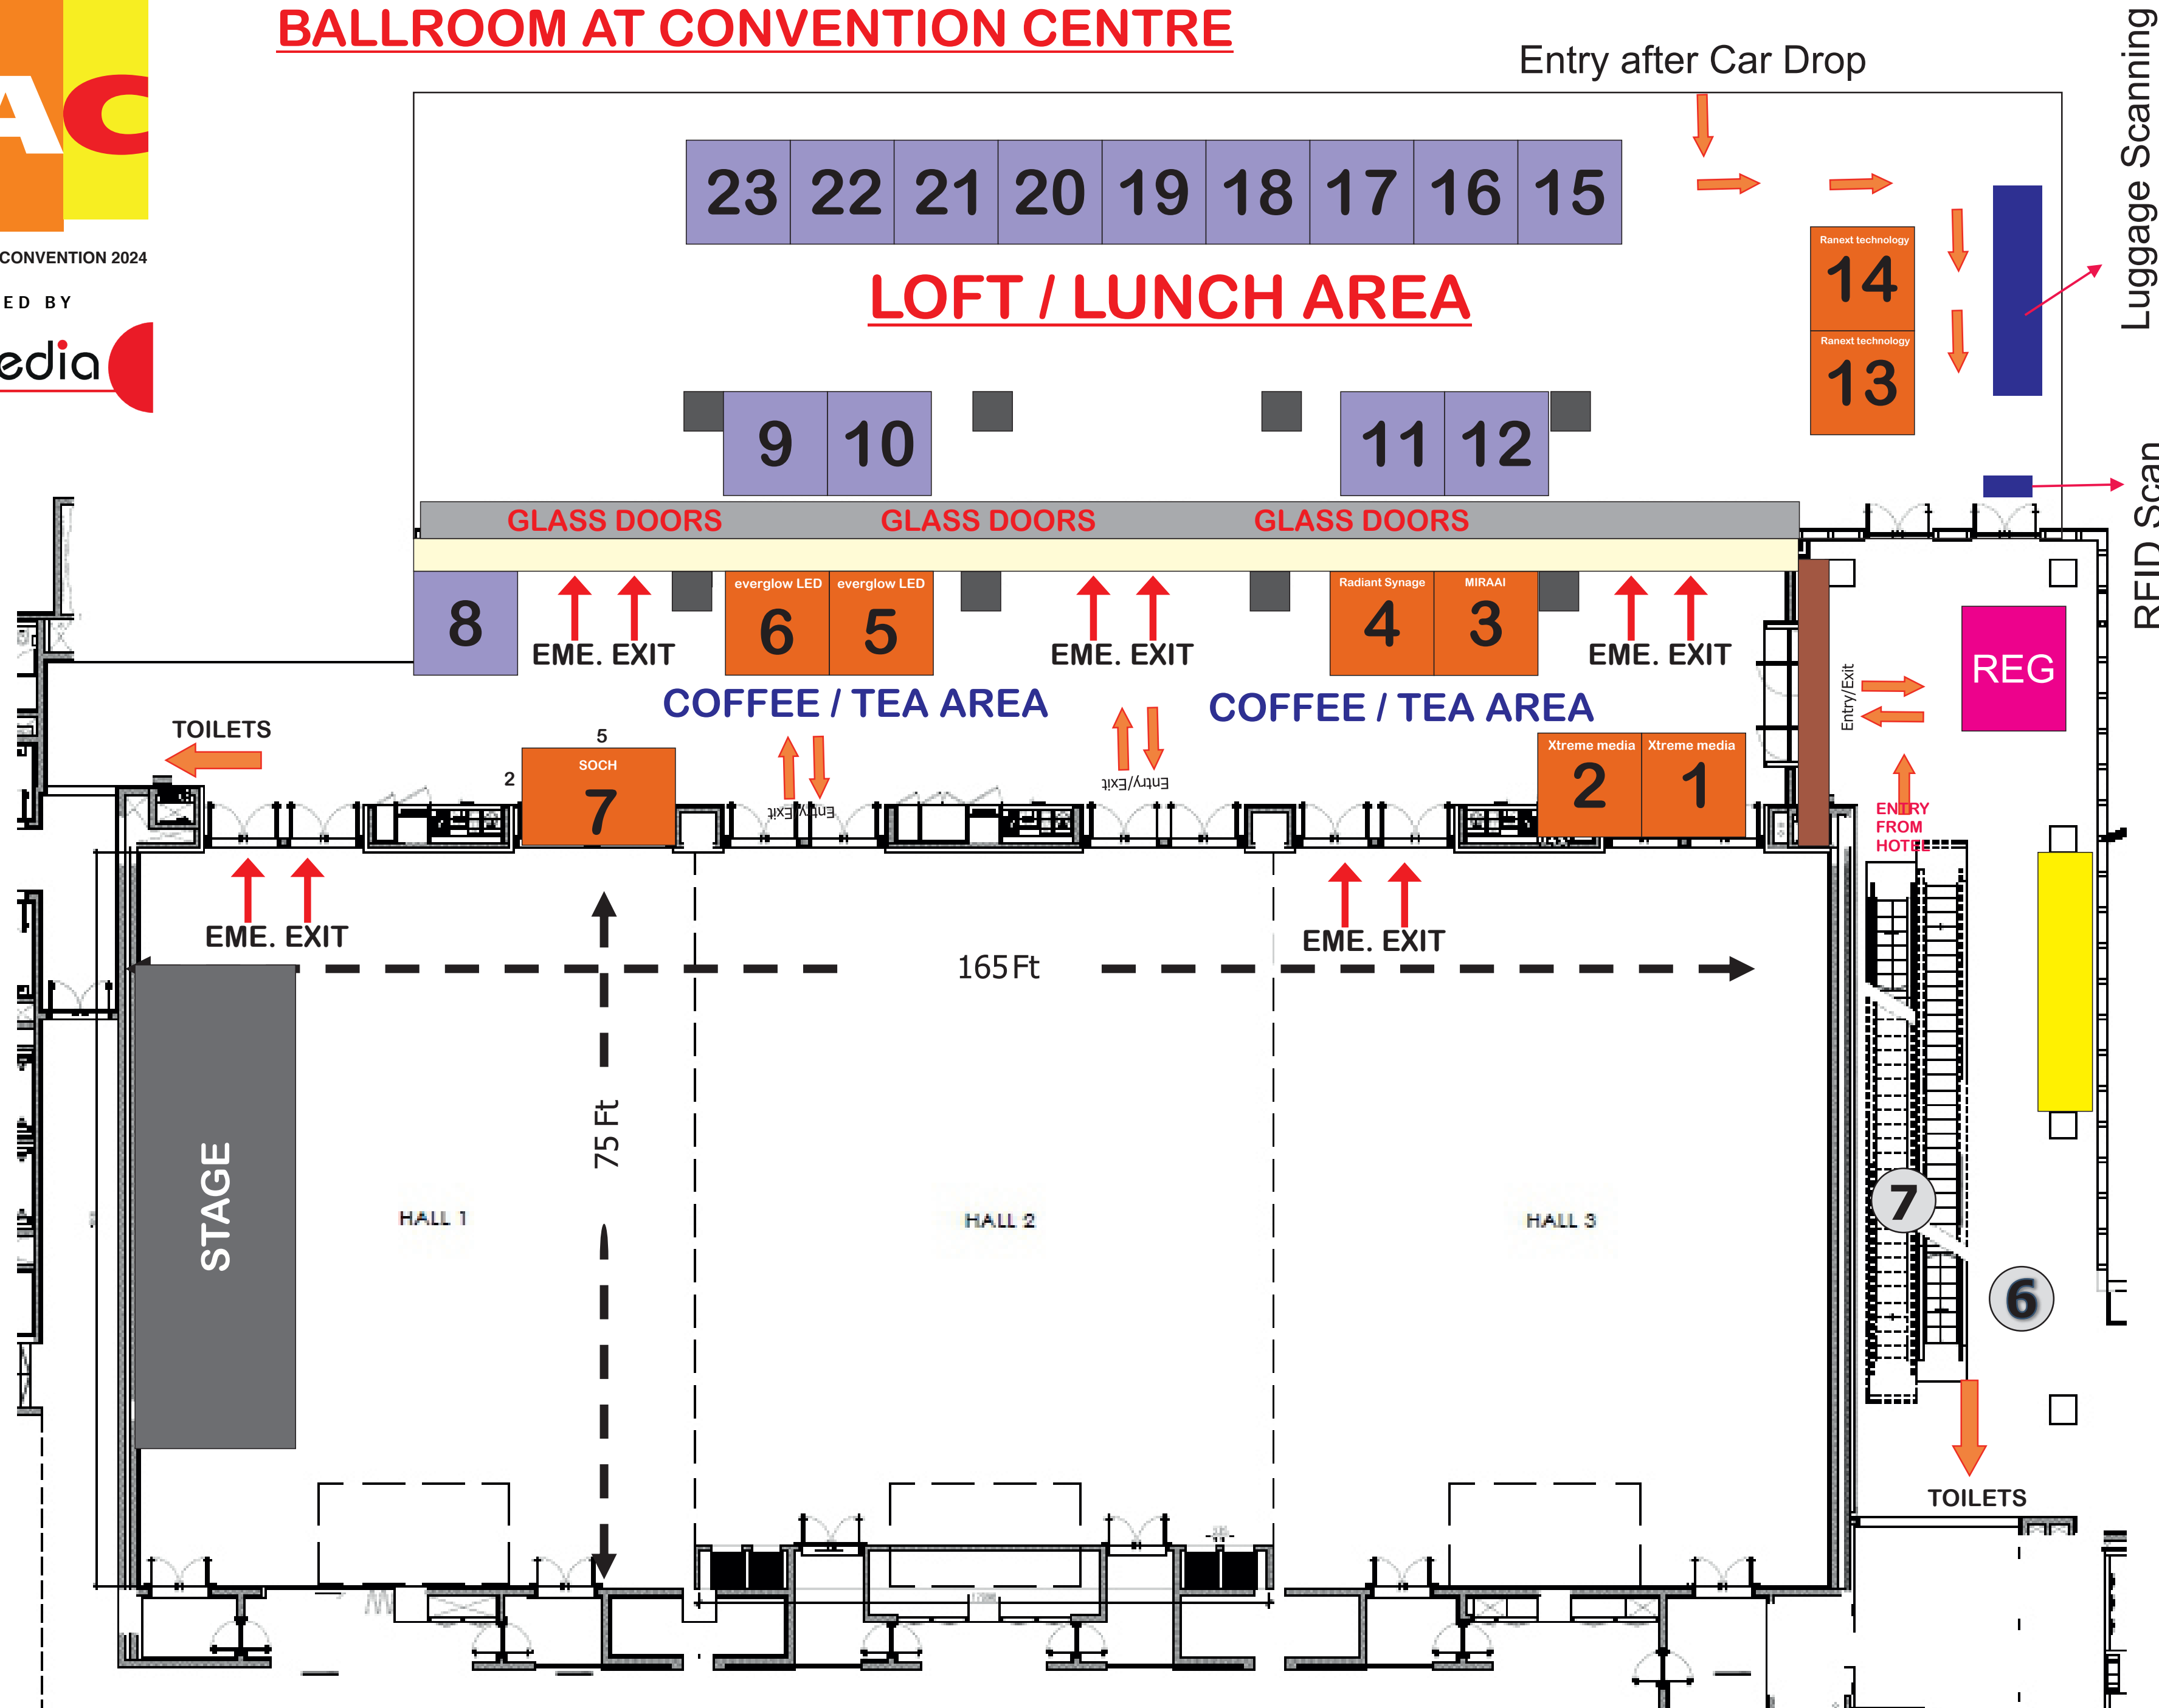 BALLROOM AT CONVENTION CENTRE
AC
CONVENTION 2024
ED BY
edia
Entry after Car Drop
Luggage Scanning
23 22 21 20 19 18 17 16 15
LOFT / LUNCH AREA
Ranext technology
14
Ranext technology
13
9 10
11 12
RFID Scan
GLASS DOORS GLASS DOORS GLASS DOORS
8
EME. EXIT
everglow LED
6
everglow LED
5
EME. EXIT
Radiant Synage
4
MIRAAI
3
EME. EXIT
REG
Entry/Exit
COFFEE / TEA AREA
COFFEE / TEA AREA
TOILETS
5
2
SOCH
7
Entry/Exit
Entry/Exit
Xtreme media
2
Xtreme media
1
ENTRY
FROM
HOTEL
EME. EXIT
EME. EXIT
165Ft
75 Ft
STAGE
HALL 1
HALL 2
HALL 3
7
6
TOILETS